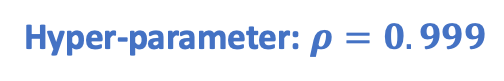 Hyper-parameter: ρ = 0.999